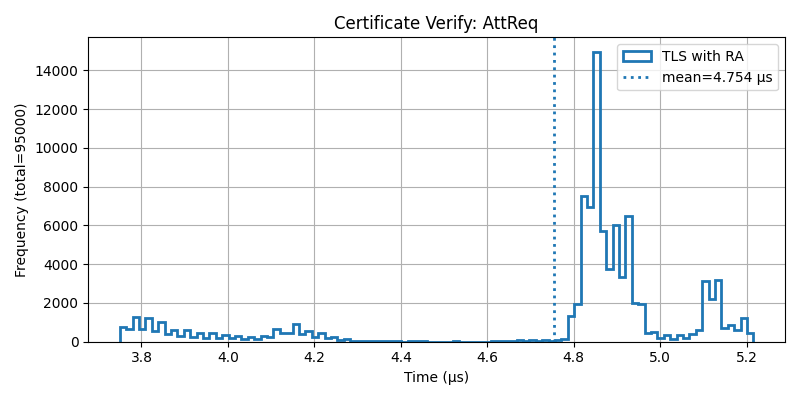 Certificate Verify: AttReq
TLS with RA
mean=4.754 µs
Frequency (total=95000)
14000
12000
10000
8000
6000
4000
2000
0
3.8 4.0 4.2 4.4 4.6 4.8 5.0 5.2
Time (µs)